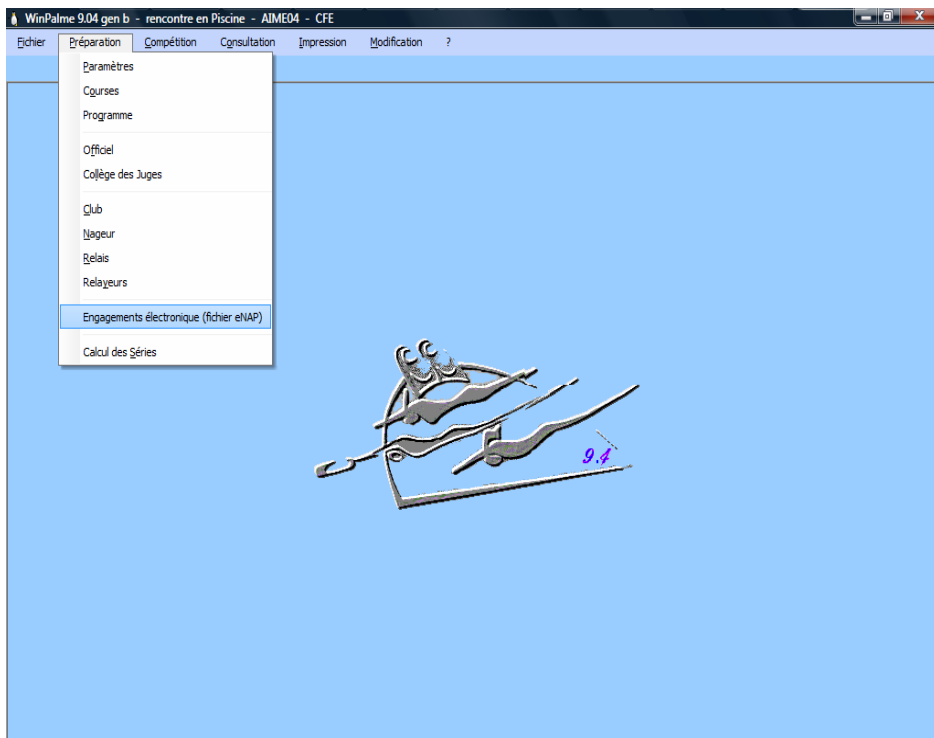 WinPalme 9.04 gen b - rencontre en Piscine - AIME04 - CFE
Fichier Préparation Compétition Consultation Impression Modification ?
Paramètres
Courses
Programme
Officiel
Collège des Juges
Club
Nageur
Relais
Relayeurs
Engagements électronique (fichier eNAP)
Calcul des Séries
9.4